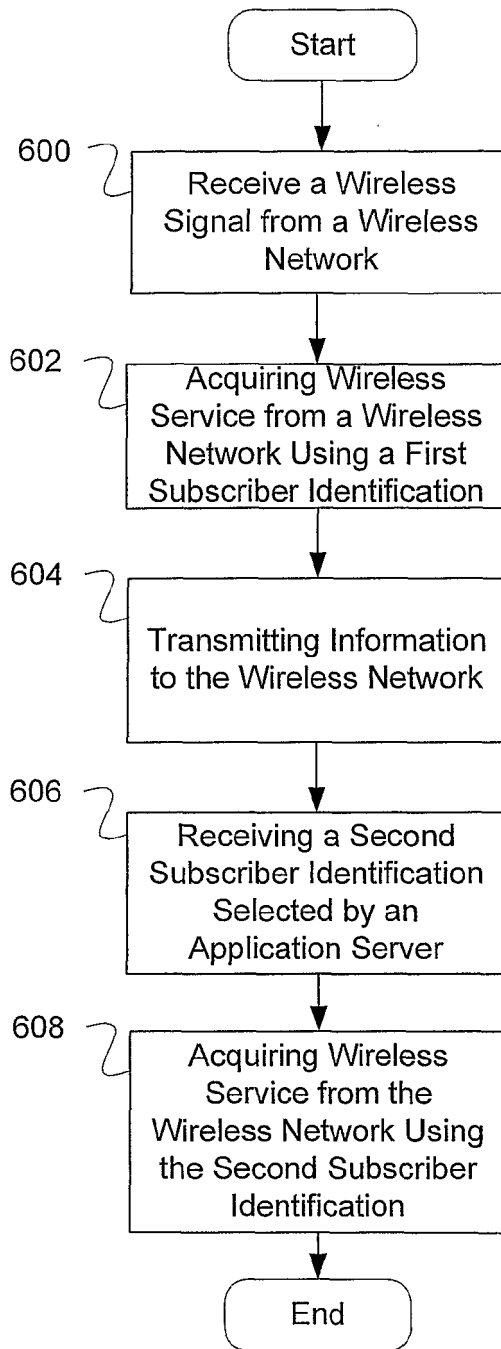 Start
600
Receive a Wireless
Signal from a Wireless
Network
602
Acquiring Wireless
Service from a Wireless
Network Using a First
Subscriber Identification
604
Transmitting Information
to the Wireless Network
606
Receiving a Second
Subscriber Identification
Selected by an
Application Server
608
Acquiring Wireless
Service from the
Wireless Network Using
the Second Subscriber
Identification
End